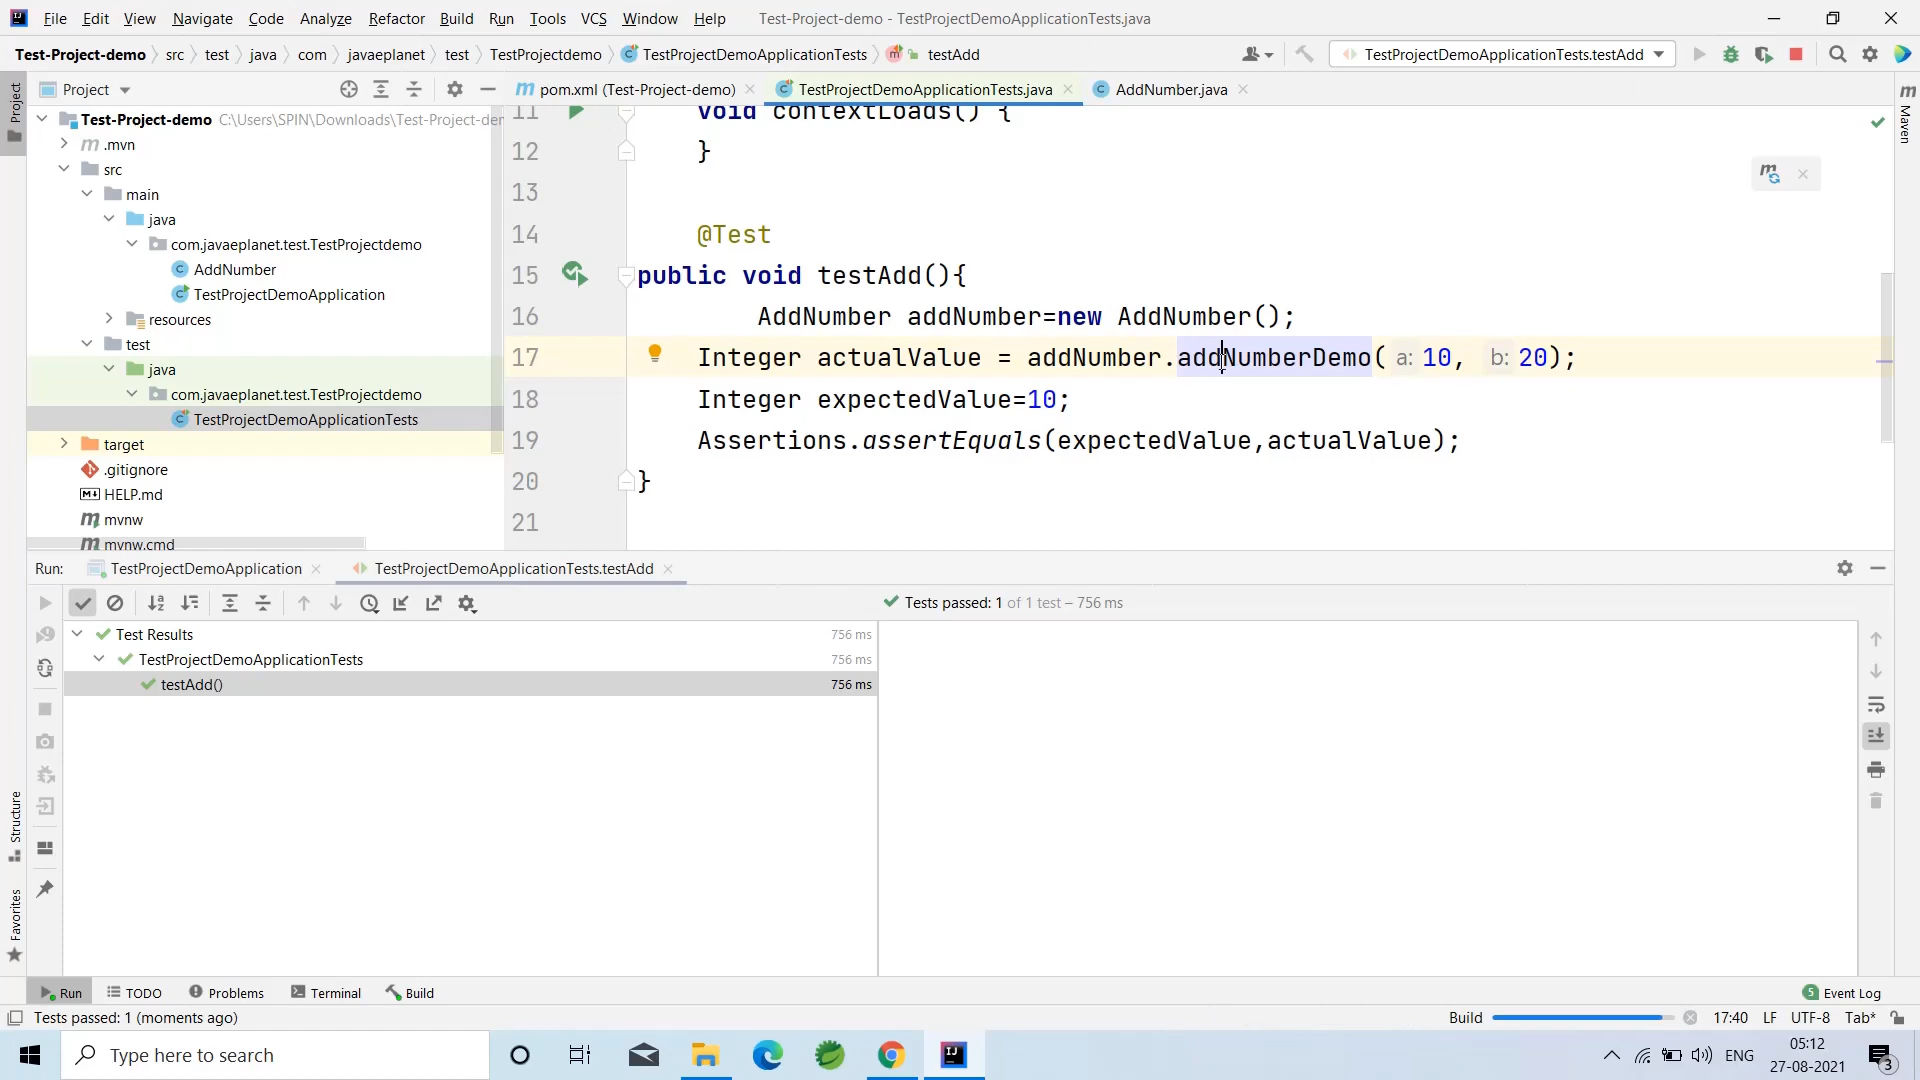 File Edit View Navigate Code Analyze Refactor Build Run Tools VCS Window Help Test-Project-demo - TestProjectDemoApplicationTests.java
Test-Project-demo src test java com javaeplanet test TestProjectdemo TestProjectDemoApplicationTests testAdd TestProjectDemoApplicationTests.testAdd
Project
pom.xml (Test-Project-demo) TestProjectDemoApplicationTests.java AddNumber.java
Project
Maven
Test-Project-demo C:\Users\SPIN\Downloads\Test-Project-der
.mvn
src
main
java
com.javaeplanet.test.TestProjectdemo
AddNumber
TestProjectDemoApplication
resources
test
java
com.javaeplanet.test.TestProjectdemo
TestProjectDemoApplicationTests
target
.gitignore
HELP.md
mvnw
mvnw.cmd
11 void contextLoads() {
12 }
13
14 @Test
15 public void testAdd(){
16 AddNumber addNumber=new AddNumber();
17 Integer actualValue = addNumber.addNumberDemo( a: 10, b: 20);
18 Integer expectedValue=10;
19 Assertions.assertEquals(expectedValue,actualValue);
20 }
21
Run: TestProjectDemoApplication TestProjectDemoApplicationTests.testAdd
Tests passed: 1 of 1 test – 756 ms
Test Results 756 ms
TestProjectDemoApplicationTests 756 ms
testAdd() 756 ms
Structure
Favorites
Run TODO Problems Terminal Build 5 Event Log
Tests passed: 1 (moments ago) Build 17:40 LF UTF-8 Tab*
Type here to search
ENG
05:12
27-08-2021
3